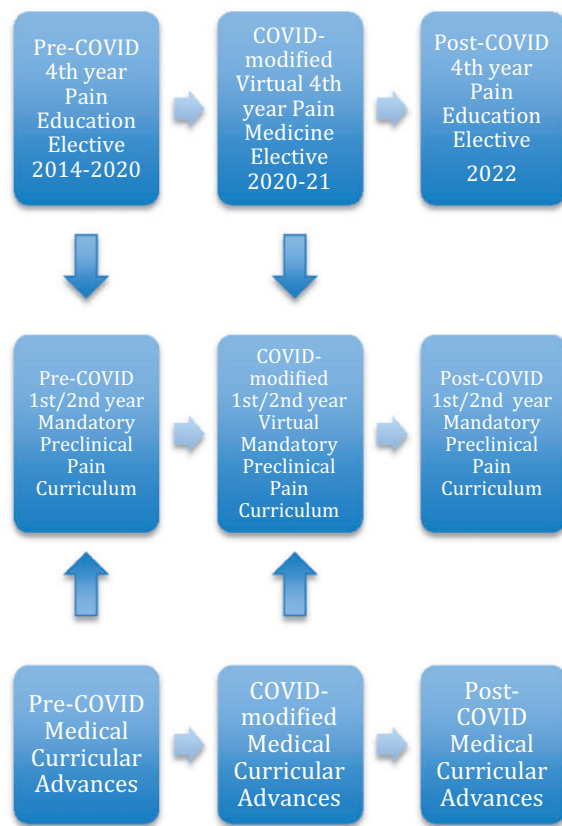 Pre-COVID
4th year
Pain
Education
Elective
2014-2020
COVID-
modified
Virtual 4th
year Pain
Medicine
Elective
2020-21
Post-COVID
4th year
Pain
Education
Elective
2022
Pre-COVID
1st/2nd year
Mandatory
Preclinical
Pain
Curriculum
COVID-
modified
1st/2nd year
Virtual
Mandatory
Preclinical
Pain
Curriculum
Post-COVID
1st/2nd year
Mandatory
Preclinical
Pain
Curriculum
Pre-COVID
Medical
Curricular
Advances
COVID-
modified
Medical
Curricular
Advances
Post-
COVID
Medical
Curricular
Advances